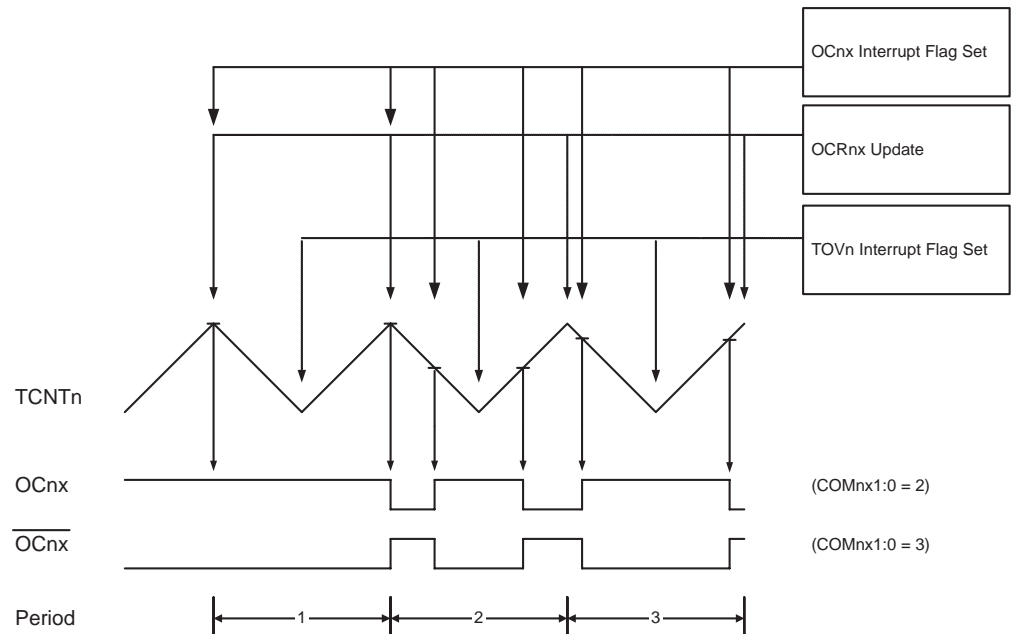 OCnx Interrupt Flag Set
OCRnx Update
TOVn Interrupt Flag Set
TCNTn
OCnx
(COMnx1:0 = 2)
OCnx
(COMnx1:0 = 3)
Period
1
2
3